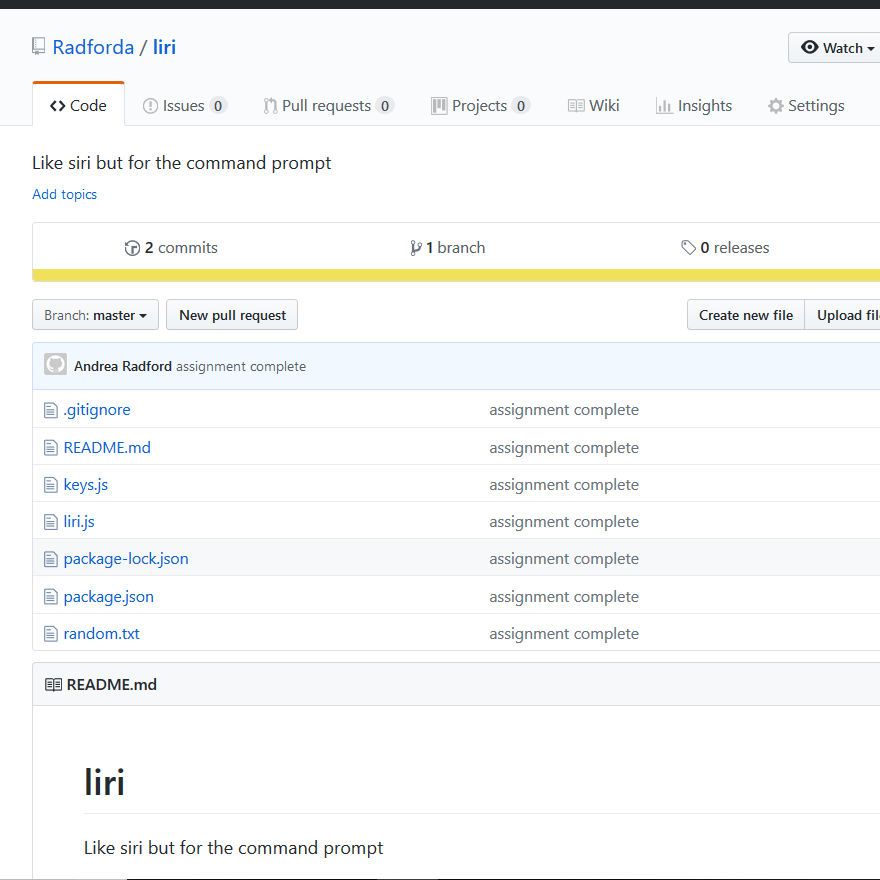 Radforda / liri
Watch
Code Issues 0 Pull requests 0 Projects 0 Wiki Insights Settings
Like siri but for the command prompt
Add topics
2 commits 1 branch 0 releases
Branch: master New pull request Create new file Upload fil
Andrea Radford assignment complete
.gitignore assignment complete
README.md assignment complete
keys.js assignment complete
liri.js assignment complete
package-lock.json assignment complete
package.json assignment complete
random.txt assignment complete
README.md
liri
Like siri but for the command prompt